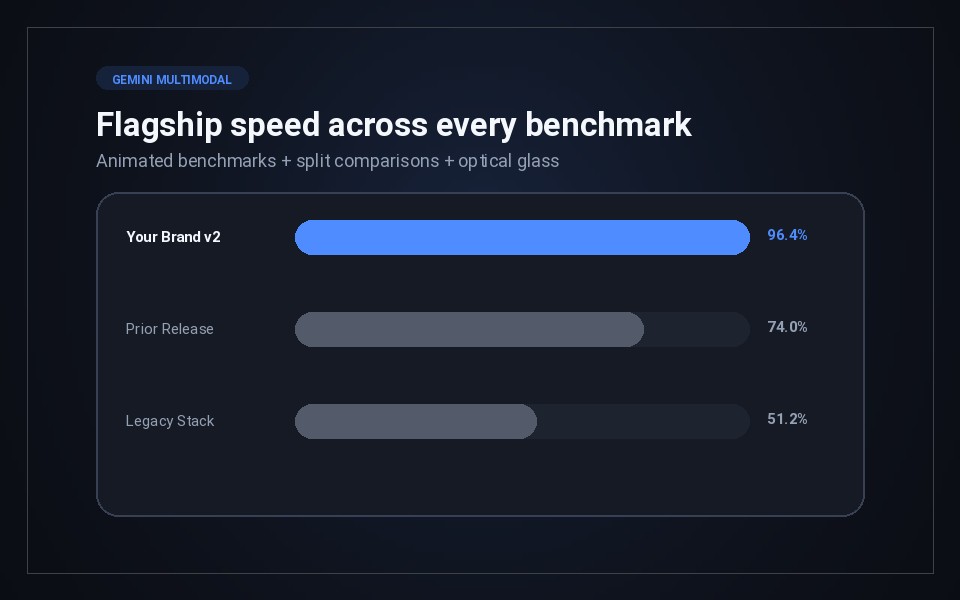 GEMINI MULTIMODAL
Flagship speed across every benchmark
Animated benchmarks + split comparisons + optical glass
Your Brand v2 96.4%
Prior Release 74.0%
Legacy Stack 51.2%